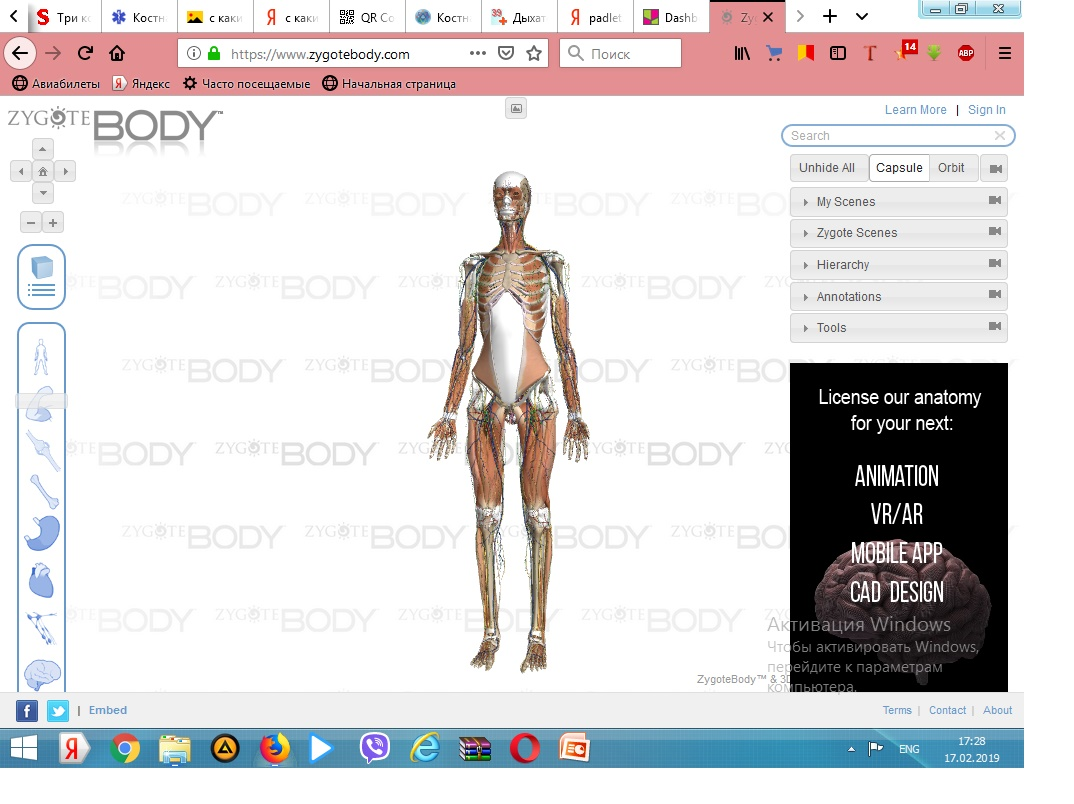 Три ко
Костн
с каки
с каки
QR Co
Костн
Дыхат
padlet
Dashb
Zy
https://www.zygotebody.com
Поиск
14
ABP
Авиабилеты
Яндекс
Часто посещаемые
Начальная страница
ZYGOTEBODY™
Learn More | Sign In
Search
Unhide All
Capsule
Orbit
My Scenes
Zygote Scenes
Hierarchy
Annotations
Tools
License our anatomy
for your next:
ANIMATION
VR/AR
MOBILE APP
CAD DESIGN
Активация Windows
Чтобы активировать Windows,
перейдите к параметрам
компьютера.
ZygoteBody™ & 3D
| Embed
Terms | Contact | About
ENG
17:28
17.02.2019